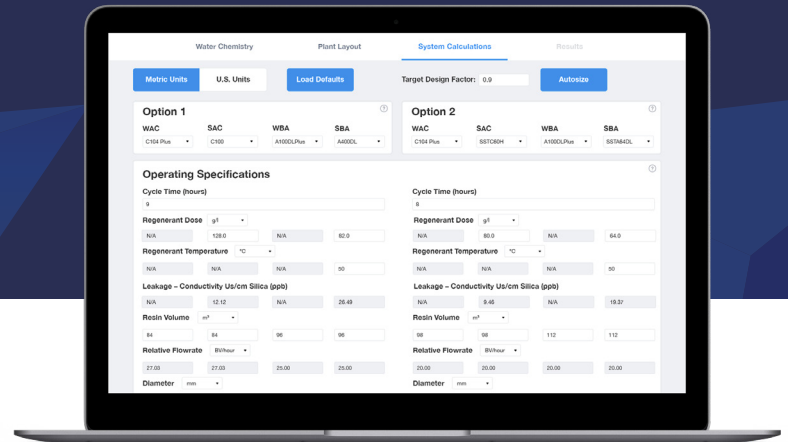 Water Chemistry Plant Layout System Calculations Results
Metric Units U.S. Units Load Defaults Target Design Factor: 0.9 Autosize
Option 1
WAC SAC WBA SBA
C104 Plus C100 A100DLPlus A400DL
Option 2
WAC SAC WBA SBA
C104 Plus SSTC60H A100DLPlus SSTA64DL
Operating Specifications
Cycle Time (hours)
9
Regenerant Dose g/l
N/A 128.0 N/A 82.0
Regenerant Temperature °C
N/A N/A N/A 50
Leakage – Conductivity Us/cm Silica (ppb)
N/A 12.12 N/A 26.49
Resin Volume m³
84 84 96 96
Relative Flowrate BV/hour
27.03 27.03 25.00 25.00
Diameter mm
Cycle Time (hours)
8
Regenerant Dose g/l
N/A 80.0 N/A 64.0
Regenerant Temperature °C
N/A N/A N/A 50
Leakage – Conductivity Us/cm Silica (ppb)
N/A 9.46 N/A 19.37
Resin Volume m³
98 98 112 112
Relative Flowrate BV/hour
20.00 20.00 20.00 20.00
Diameter mm